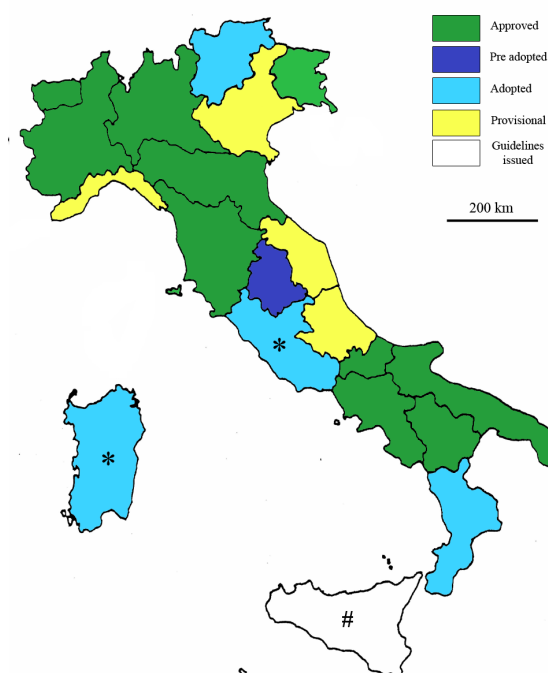 Approved
Pre adopted
Adopted
Provisional
Guidelines
issued
200 km
*
*
#